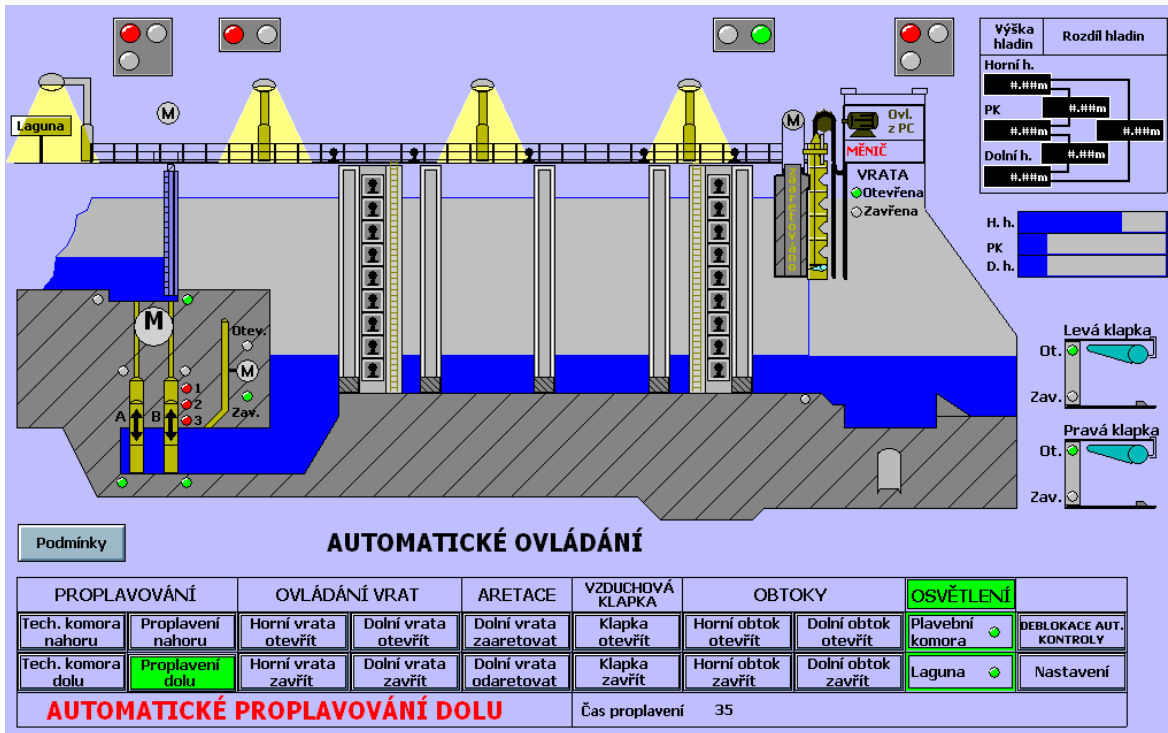 Výška
hladin
Rozdíl hladin
Horní h.
#.##m
#.##m
PK
#.##m
#.##m
Dolní h.
#.##m
#.##m
M
Laguna
M
Ovl.
z PC
MĚNIČ
VRATA
Otevřena
Zavřena
zaaretováno
H. h.
PK
D. h.
M
Otev.
M
Zav.
1
2
3
A
B
Levá klapka
Ot.
Zav.
Pravá klapka
Ot.
Zav.
Podmínky
AUTOMATICKÉ OVLÁDÁNÍ
PROPLAVOVÁNÍ
OVLÁDÁNÍ VRAT
ARETACE
VZDUCHOVÁ
KLAPKA
OBTOKY
OSVĚTLENÍ
Tech. komora
nahoru
Proplavení
nahoru
Horní vrata
otevřít
Dolní vrata
otevřít
Dolní vrata
zaaretovat
Klapka
otevřít
Horní obtok
otevřít
Dolní obtok
otevřít
Plavební
komora
DEBLOKACE AUT.
KONTROLY
Tech. komora
dolu
Proplavení
dolu
Horní vrata
zavřít
Dolní vrata
zavřít
Dolní vrata
odaretovat
Klapka
zavřít
Horní obtok
zavřít
Dolní obtok
zavřít
Laguna
Nastavení
AUTOMATICKÉ PROPLAVOVÁNÍ DOLU
Čas proplavení 35